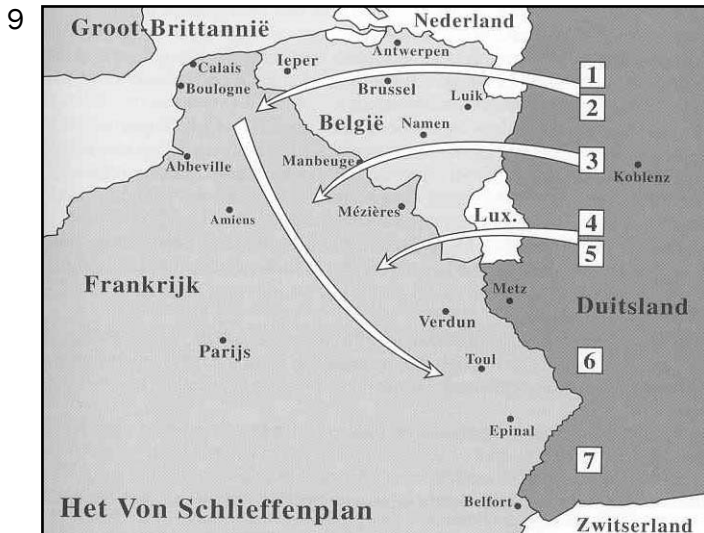 9
Groot-Brittannië
Nederland
Antwerpen
Calais
Ieper
Boulogne
Brussel
Luik
1
2
België
Namen
3
Koblenz
Abbeville
Manbeuge
Amiens
Mézières
Lux.
4
5
Frankrijk
Metz
Duitsland
Verdun
Parijs
Toul
6
Epinal
7
Belfort
Het Von Schlieffenplan
Zwitserland